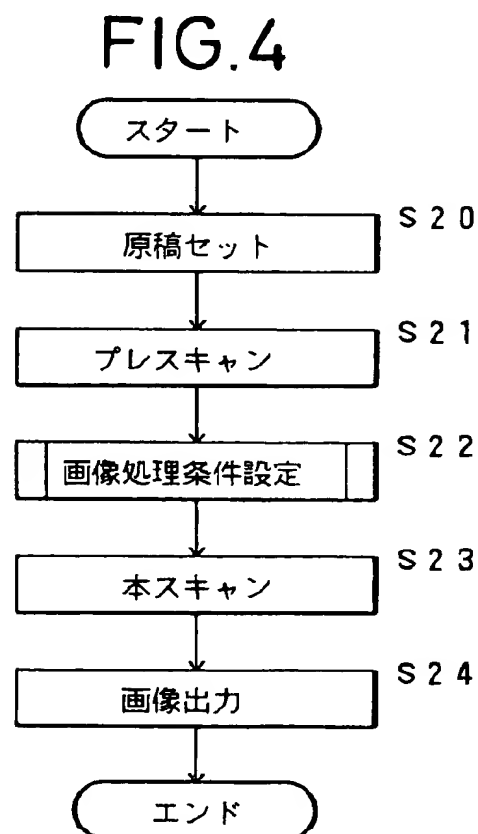 FIG.4
スタート
S20
原稿セット
S21
プレスキャン
S22
画像処理条件設定
S23
本スキャン
S24
画像出力
エンド